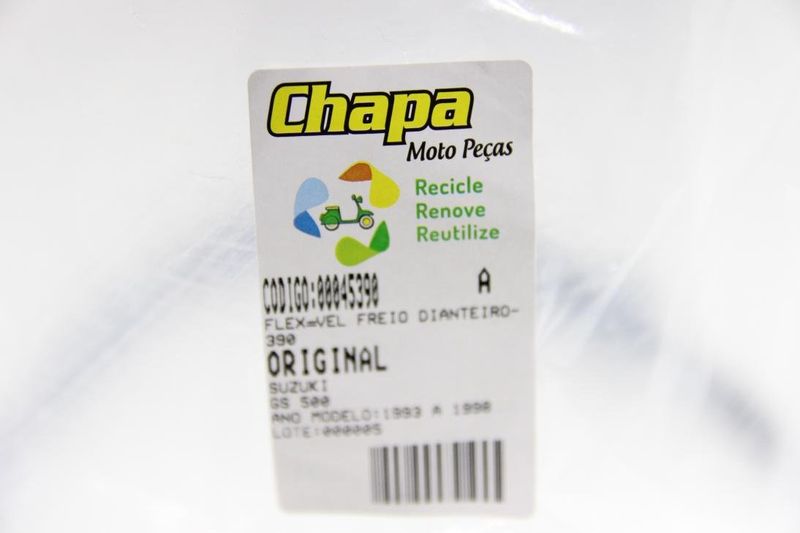 Chapa
Moto Peças
Recicle
Renove
Reutilize
CODIGO:00045390 A
FLEX=VEL FREIO DIANTEIRO-
390
ORIGINAL
SUZUKI
GS 500
ANO MODELO:1993 A 1998
LOTE:000005